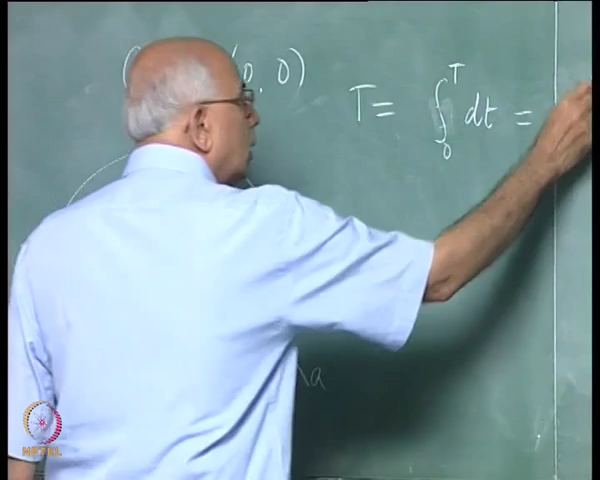 (0, 0)
T = ∫₀ᵀ dt =
a
NPTEL